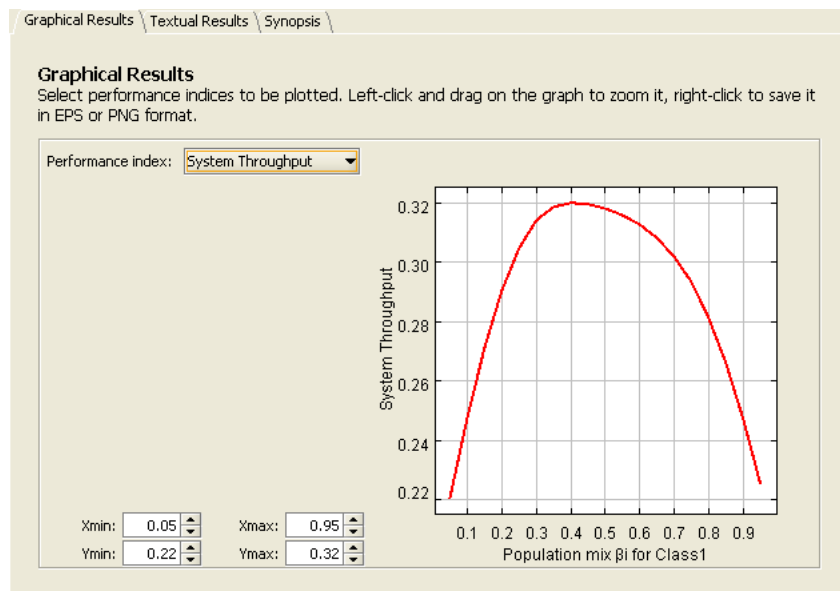 Graphical Results Textual Results Synopsis
Graphical Results
Select performance indices to be plotted. Left-click and drag on the graph to zoom it, right-click to save it
in EPS or PNG format.
Performance index: System Throughput
System Throughput
0.32
0.30
0.28
0.26
0.24
0.22
0.1 0.2 0.3 0.4 0.5 0.6 0.7 0.8 0.9
Population mix βi for Class1
Xmin: 0.05 Xmax: 0.95
Ymin: 0.22 Ymax: 0.32